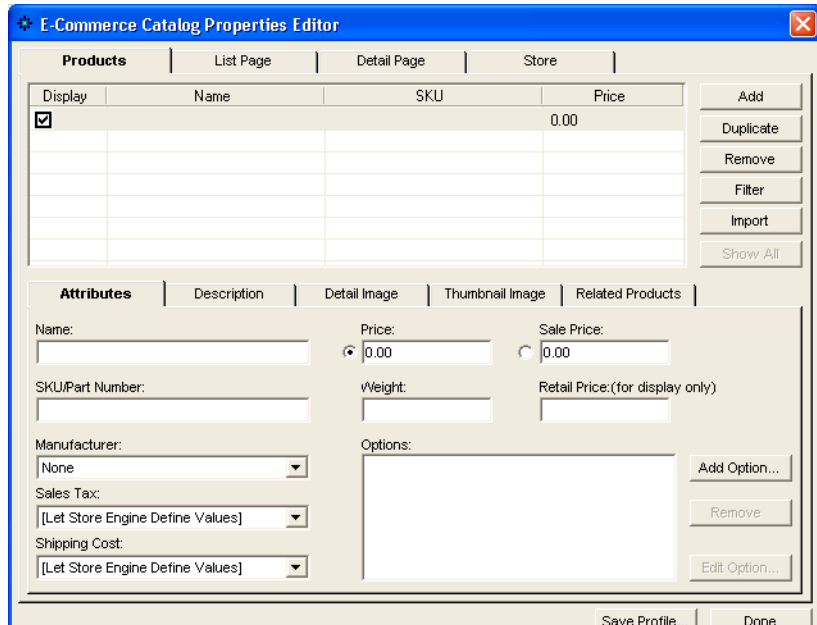 E-Commerce Catalog Properties Editor
Products List Page Detail Page Store
Display Name SKU Price Add
0.00
Duplicate
Remove
Filter
Import
Show All
Attributes Description Detail Image Thumbnail Image Related Products
Name: Price: Sale Price:
0.00 0.00
SKU/Part Number: Weight: Retail Price:(for display only)
Manufacturer: Options:
None Add Option...
Sales Tax:
[Let Store Engine Define Values] Remove
Shipping Cost:
[Let Store Engine Define Values] Edit Option...
Save Profile Done